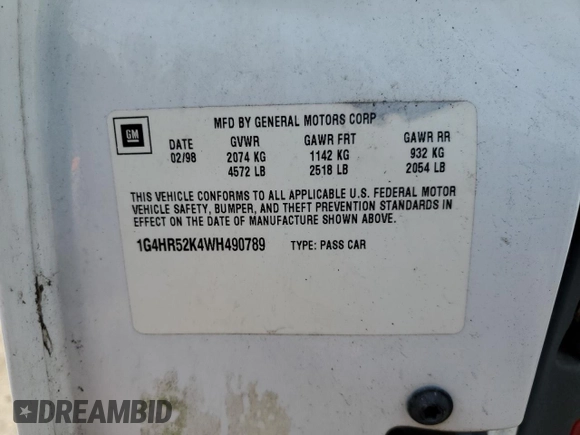 GM
MFD BY GENERAL MOTORS CORP
DATE GVWR GAWR FRT GAWR RR
02/98 2074 KG 1142 KG 932 KG
4572 LB 2518 LB 2054 LB
THIS VEHICLE CONFORMS TO ALL APPLICABLE U.S. FEDERAL MOTOR
VEHICLE SAFETY, BUMPER, AND THEFT PREVENTION STANDARDS IN
EFFECT ON THE DATE OF MANUFACTURE SHOWN ABOVE.
1G4HR52K4WH490789 TYPE: PASS CAR
DREAMBID